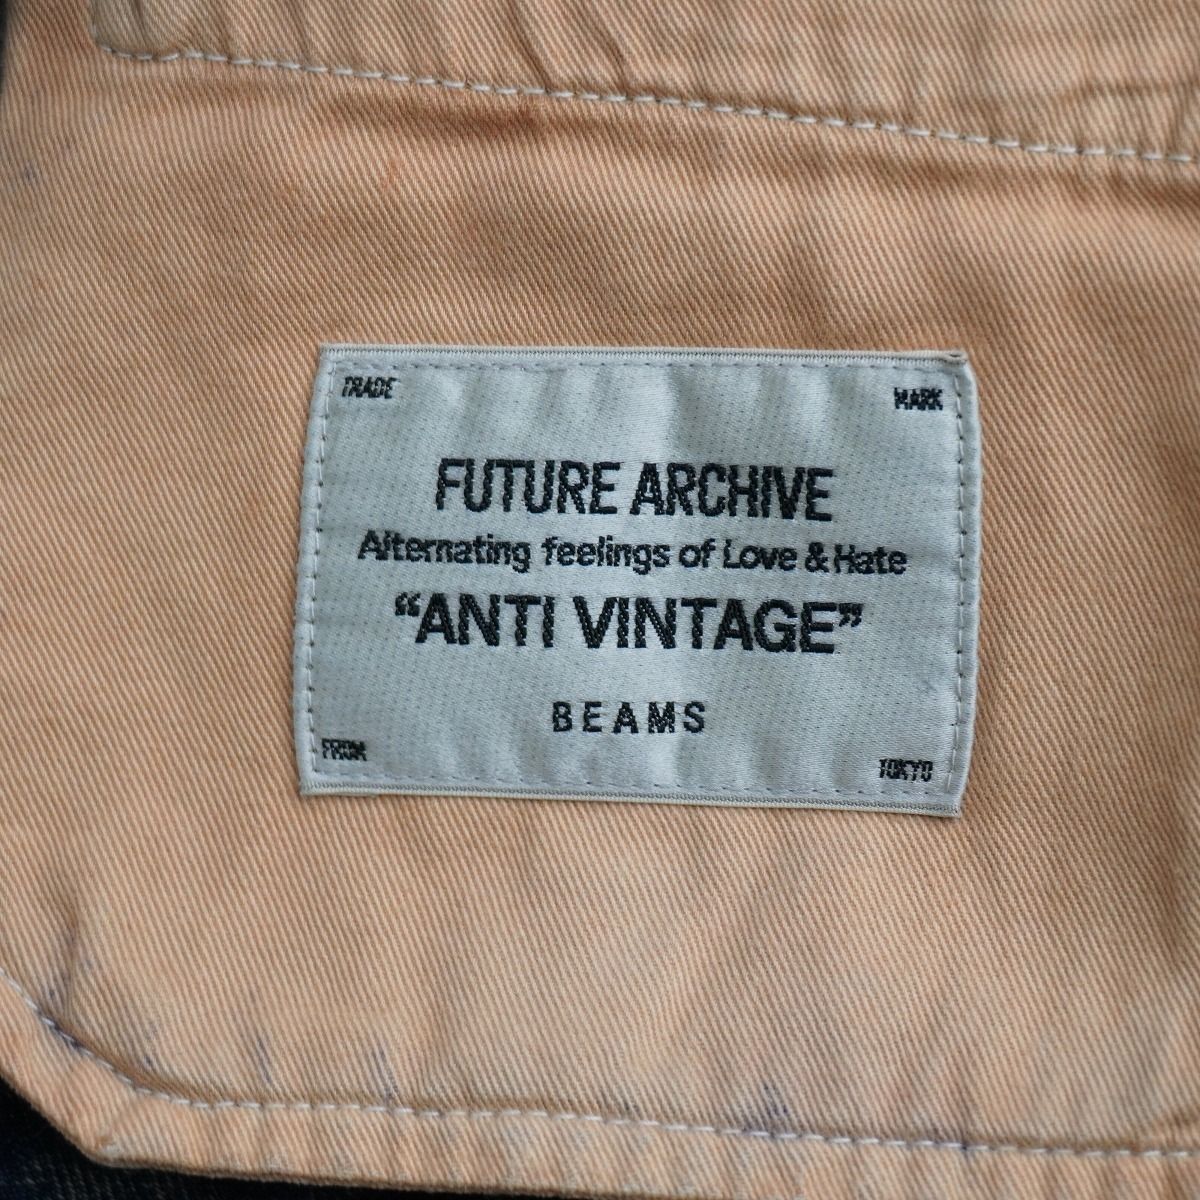 TRADE MARK
FUTURE ARCHIVE
Alternating feelings of Love & Hate
“ANTI VINTAGE”
BEAMS
FROM TOKYO